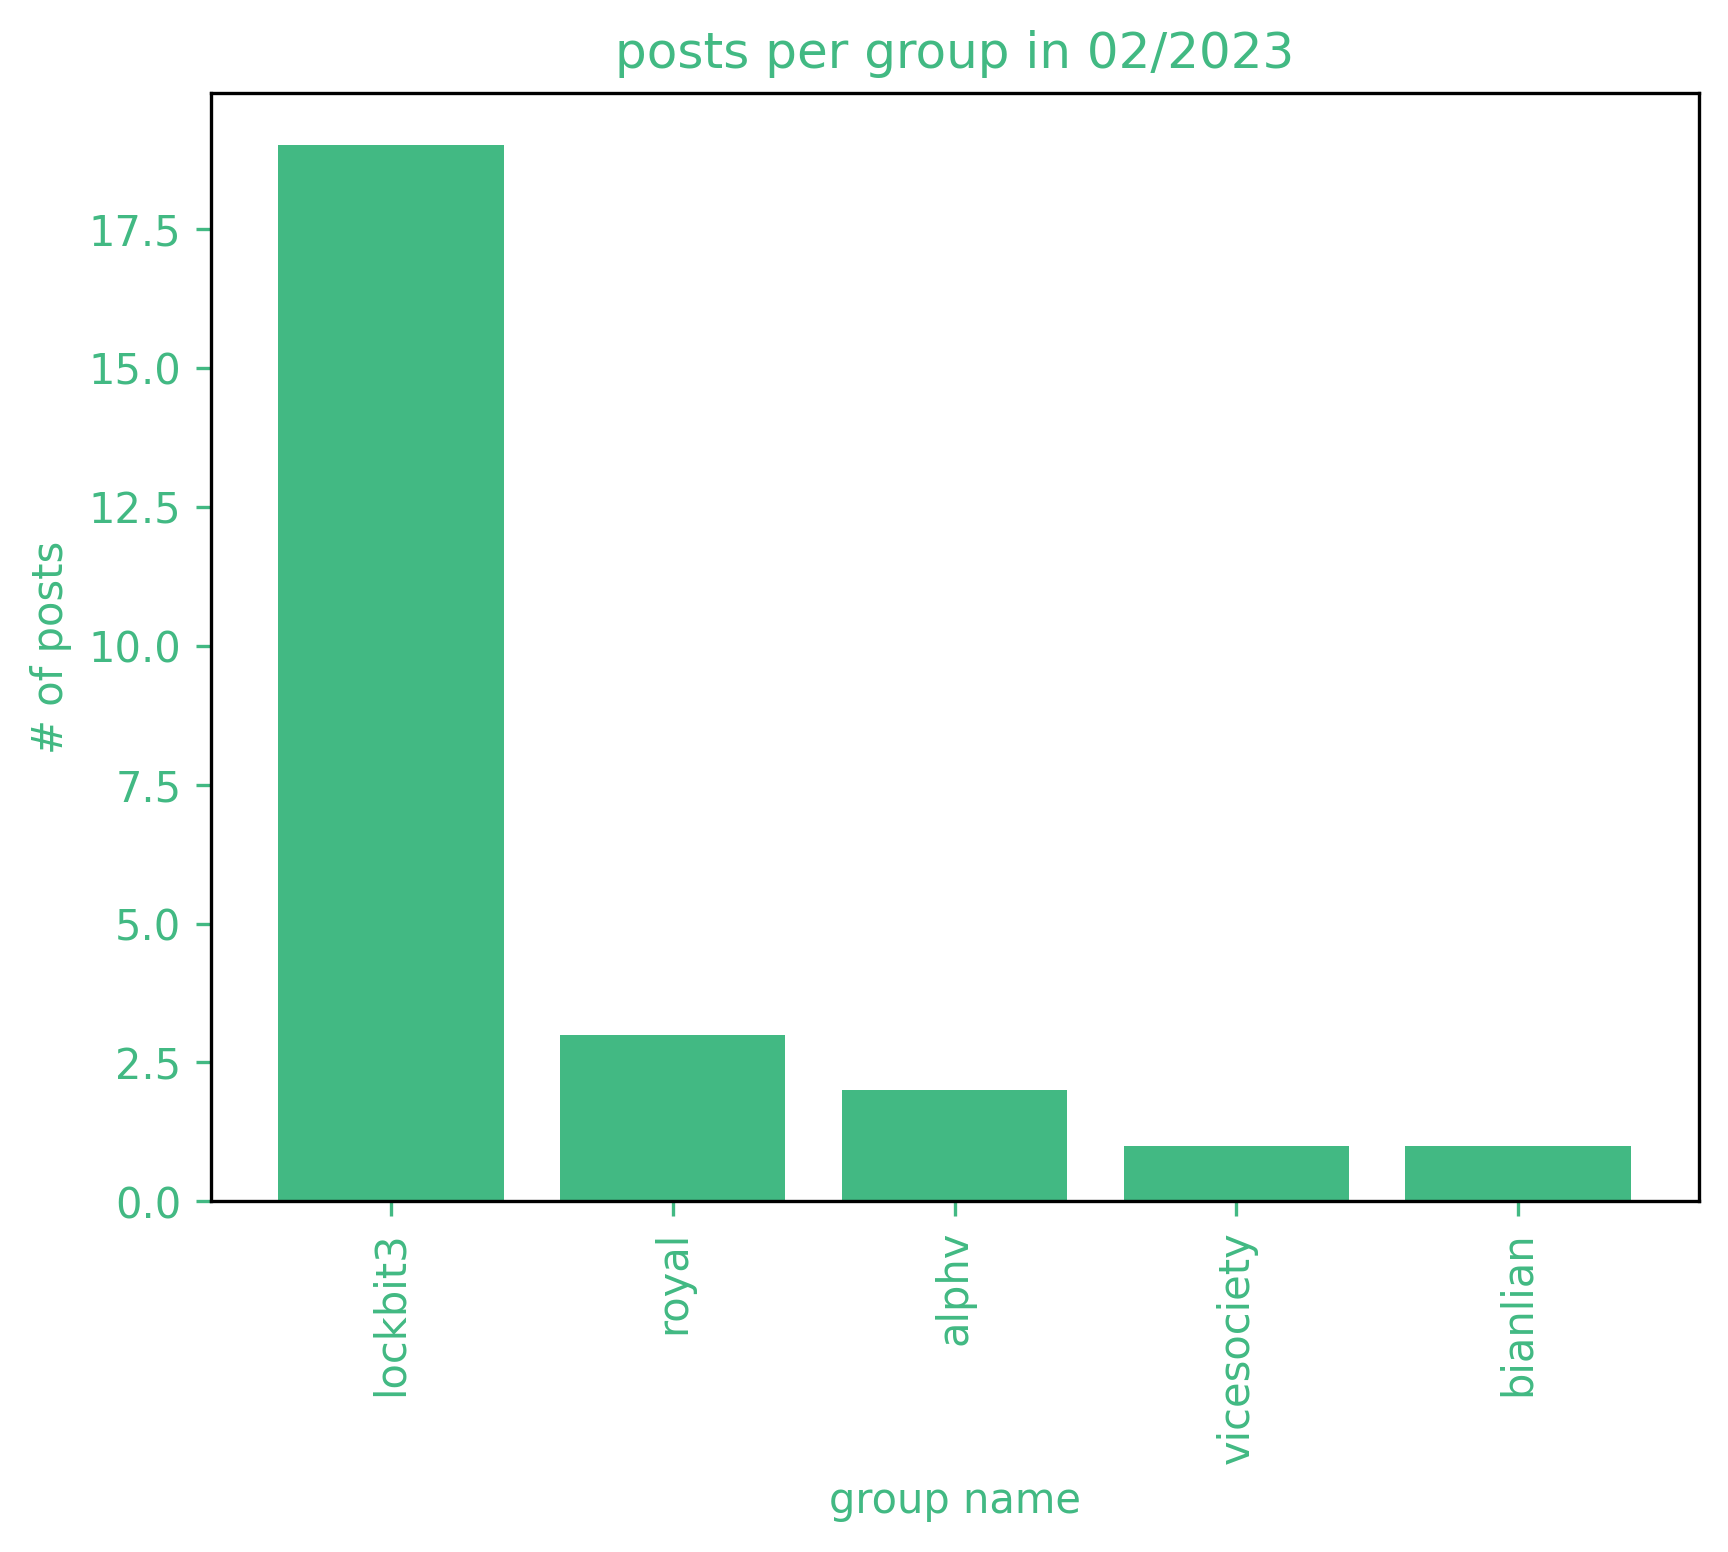 posts per group in 02/2023
# of posts
17.5
15.0
12.5
10.0
7.5
5.0
2.5
0.0
lockbit3
royal
alphv
vicesociety
bianlian
group name